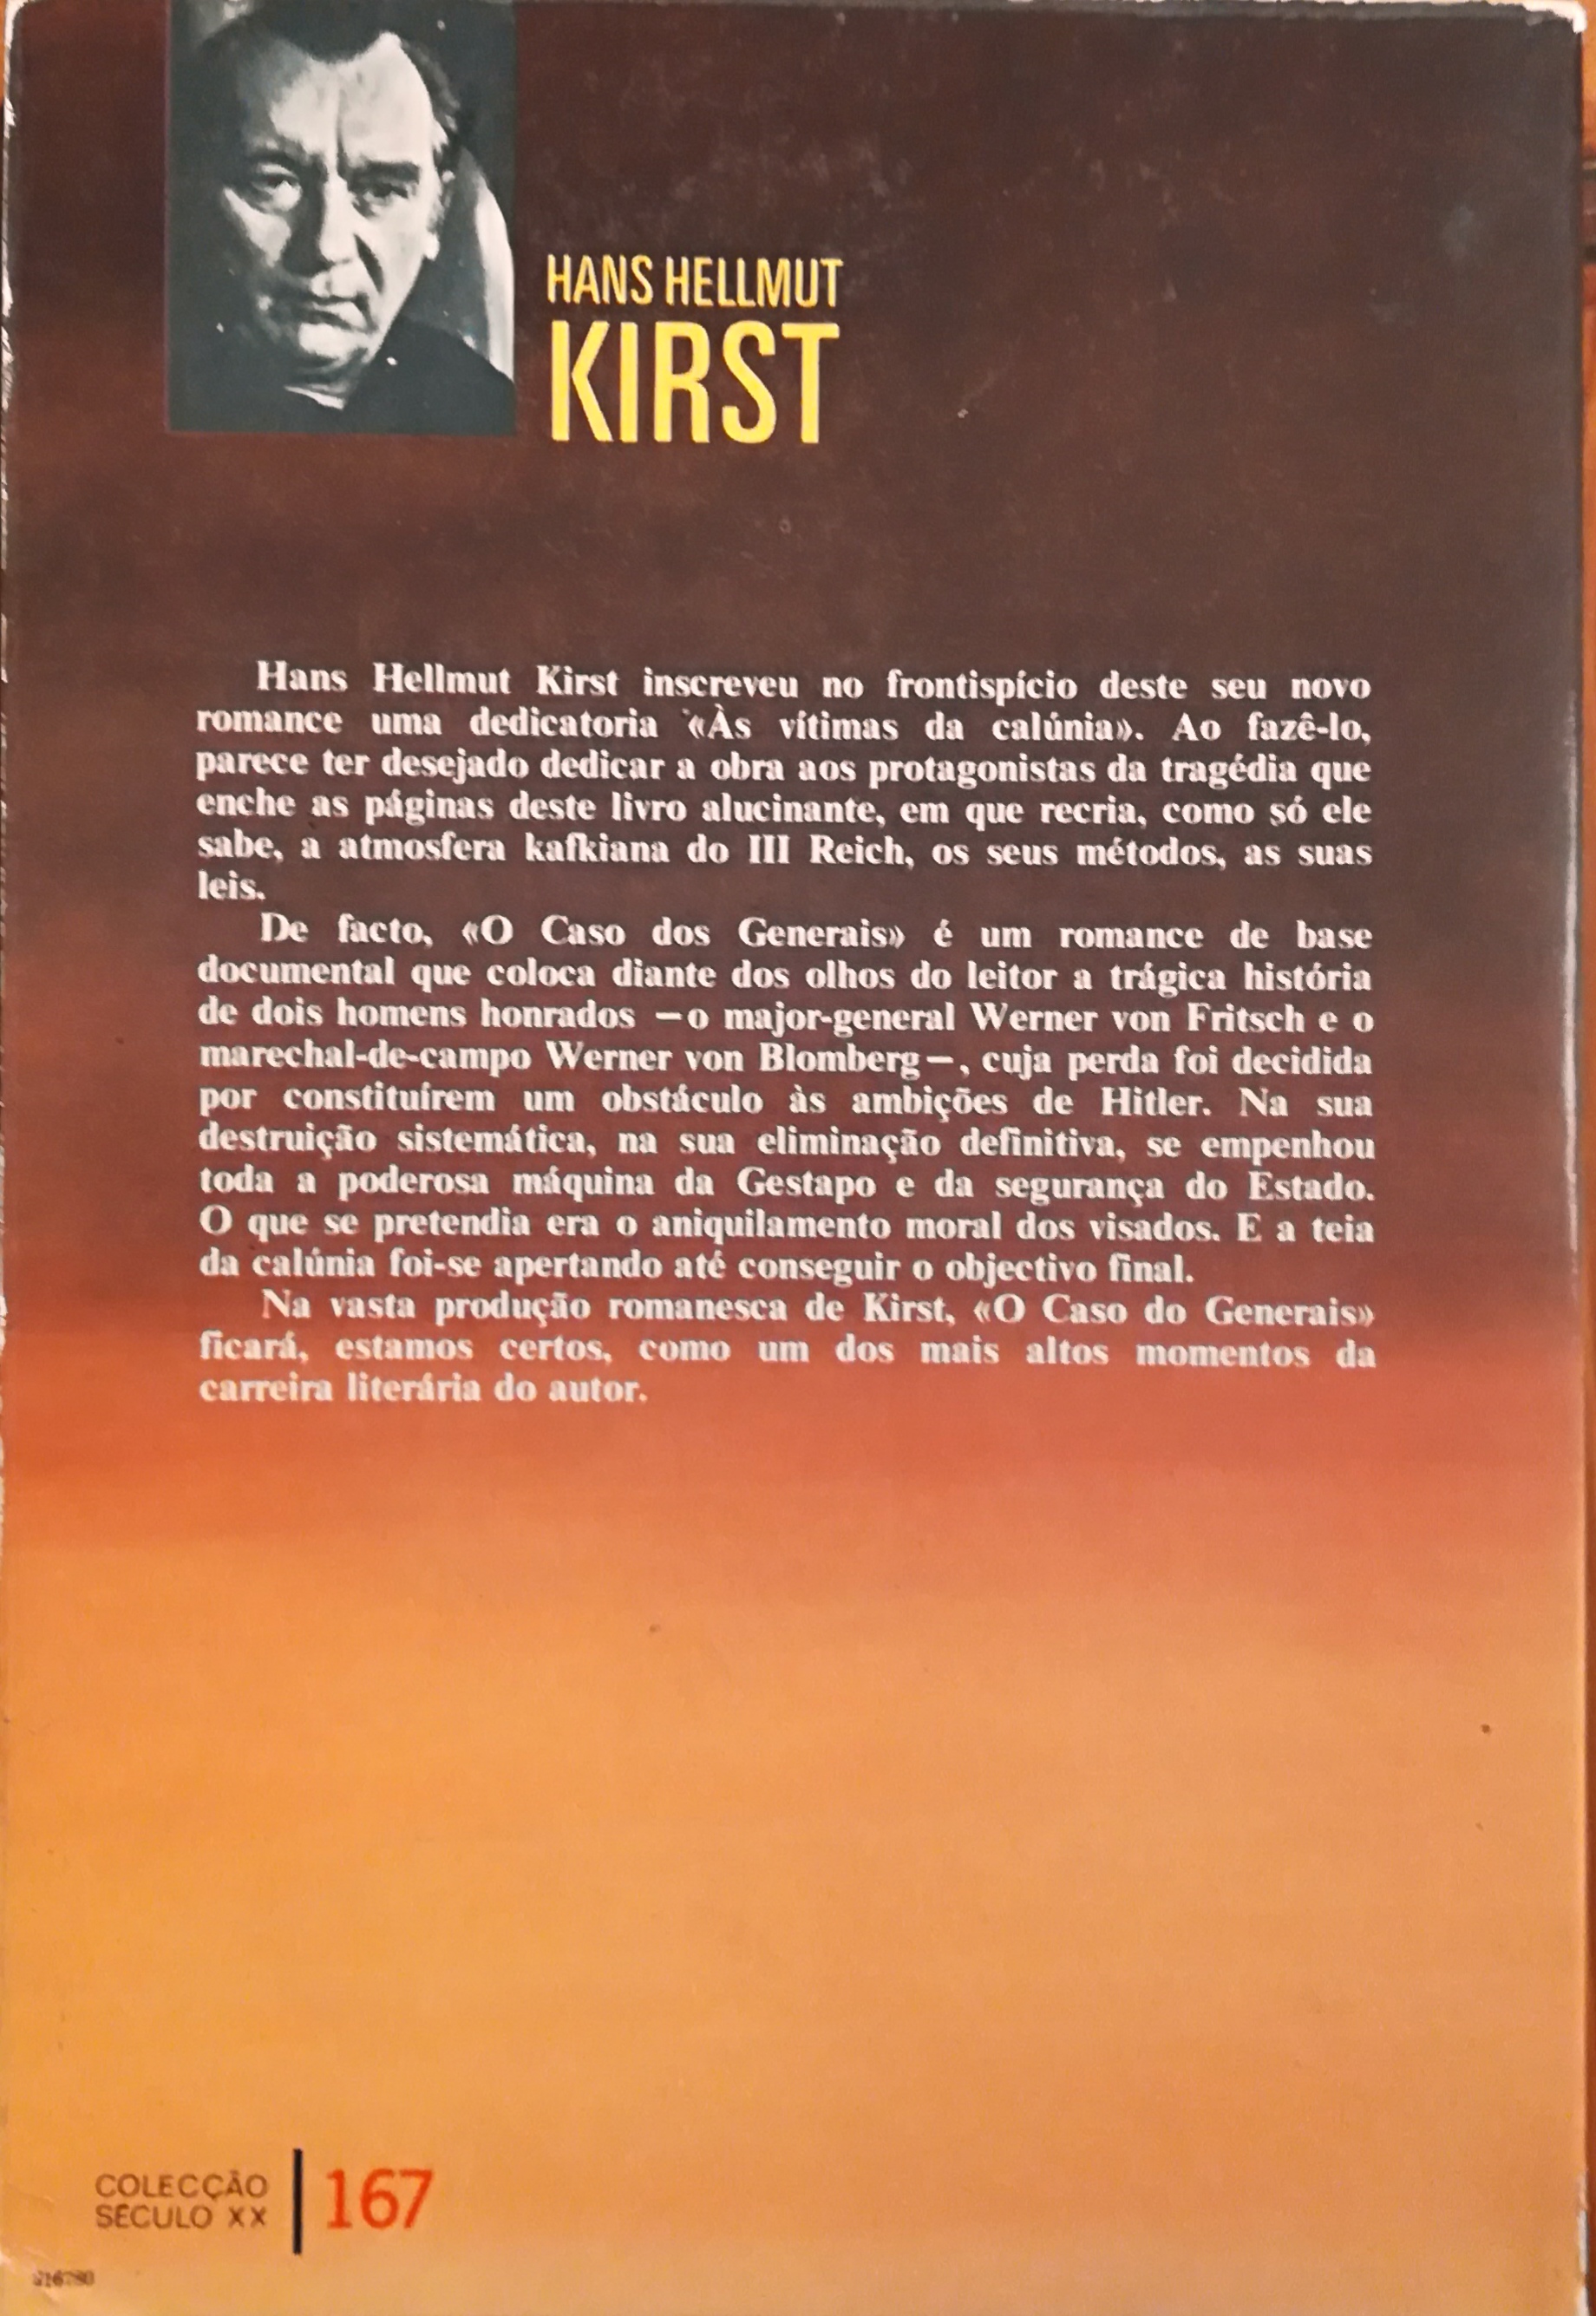 HANS HELLMUT
KIRST
Hans Hellmut Kirst inscreveu no frontispício deste seu novo
romance uma dedicatoria «Às vítimas da calúnia». Ao fazê-lo,
parece ter desejado dedicar a obra aos protagonistas da tragédia que
enche as páginas deste livro alucinante, em que recria, como só ele
sabe, a atmosfera kafkiana do III Reich, os seus métodos, as suas
leis.
De facto, «O Caso dos Generais» é um romance de base
documental que coloca diante dos olhos do leitor a trágica história
de dois homens honrados —o major-general Werner von Fritsch e o
marechal-de-campo Werner von Blomberg—, cuja perda foi decidida
por constituírem um obstáculo às ambições de Hitler. Na sua
destruição sistemática, na sua eliminação definitiva, se empenhou
toda a poderosa máquina da Gestapo e da segurança do Estado.
O que se pretendia era o aniquilamento moral dos visados. E a teia
da calúnia foi-se apertando até conseguir o objectivo final.
Na vasta produção romanesca de Kirst, «O Caso do Generais»
ficará, estamos certos, como um dos mais altos momentos da
carreira literária do autor.
COLECÇÃO
SÉCULO XX
167